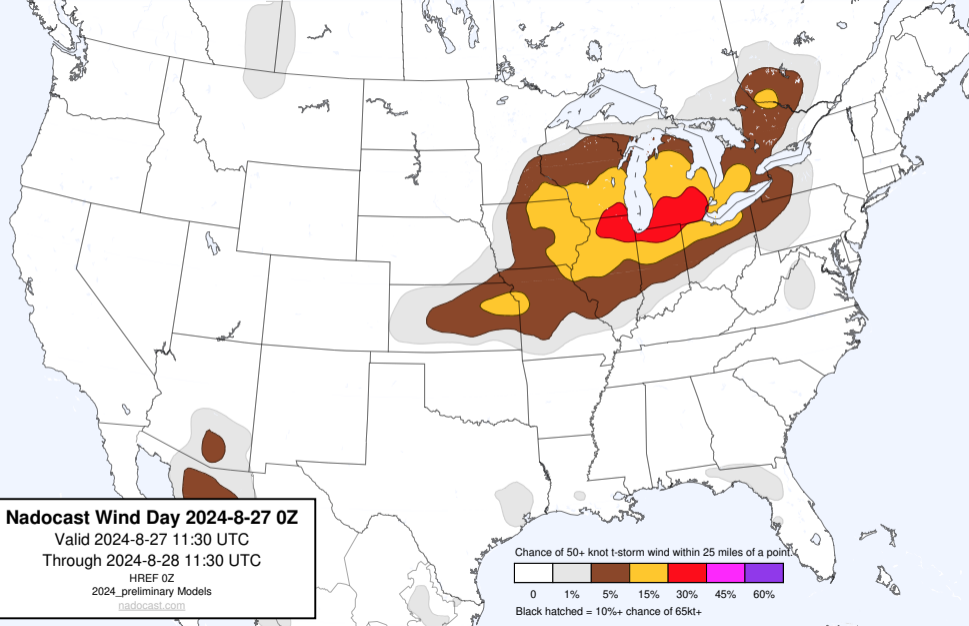 Nadocast Wind Day 2024-8-27 0Z
Valid 2024-8-27 11:30 UTC
Through 2024-8-28 11:30 UTC
HREF 0Z
2024_preliminary Models
nadocast.com
Chance of 50+ knot t-storm wind within 25 miles of a point.
0 1% 5% 15% 30% 45% 60%
Black hatched = 10%+ chance of 65kt+